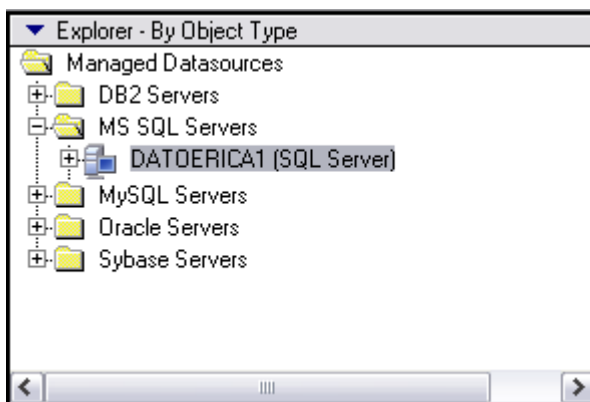 Explorer - By Object Type
Managed Datasources
DB2 Servers
MS SQL Servers
DATOERICA1 (SQL Server)
MySQL Servers
Oracle Servers
Sybase Servers